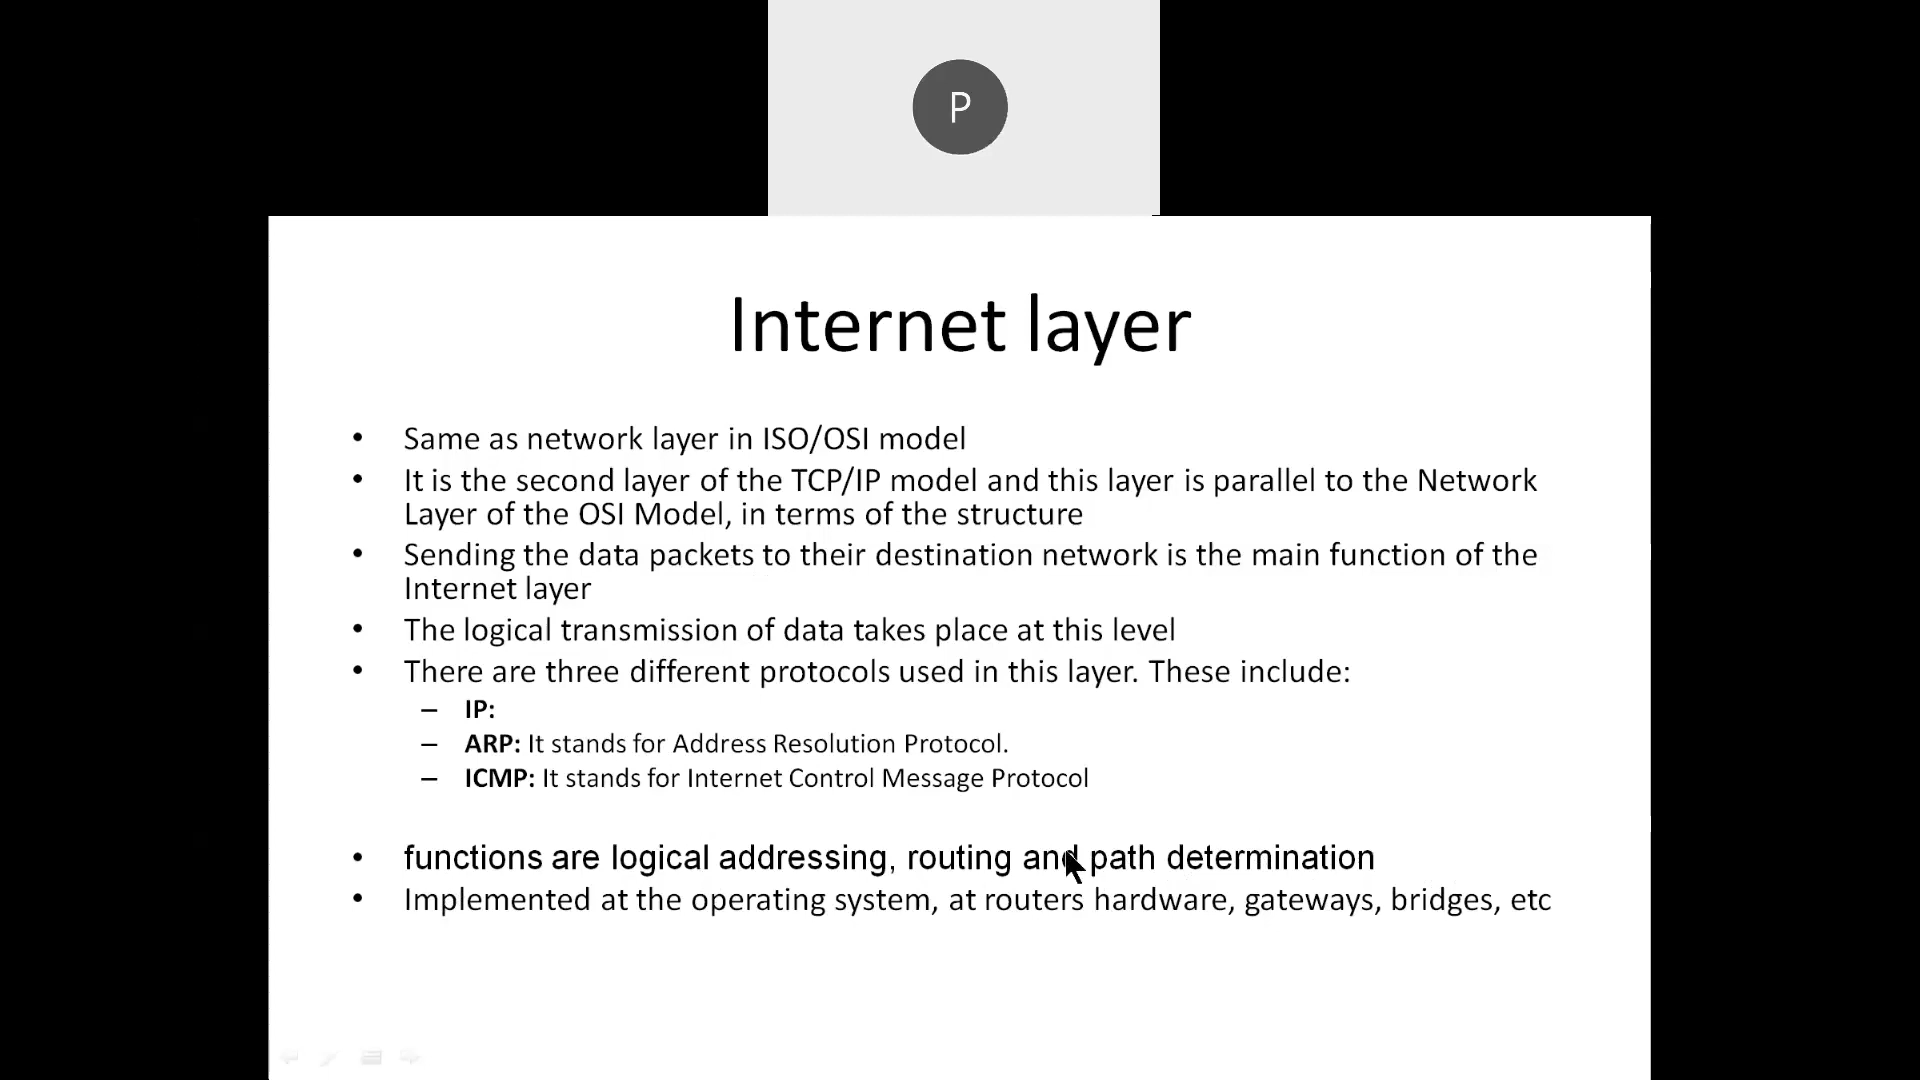 P
Internet layer
• Same as network layer in ISO/OSI model
• It is the second layer of the TCP/IP model and this layer is parallel to the Network
Layer of the OSI Model, in terms of the structure
• Sending the data packets to their destination network is the main function of the
Internet layer
• The logical transmission of data takes place at this level
• There are three different protocols used in this layer. These include:
– IP:
– ARP: It stands for Address Resolution Protocol.
– ICMP: It stands for Internet Control Message Protocol
• functions are logical addressing, routing and path determination
• Implemented at the operating system, at routers hardware, gateways, bridges, etc